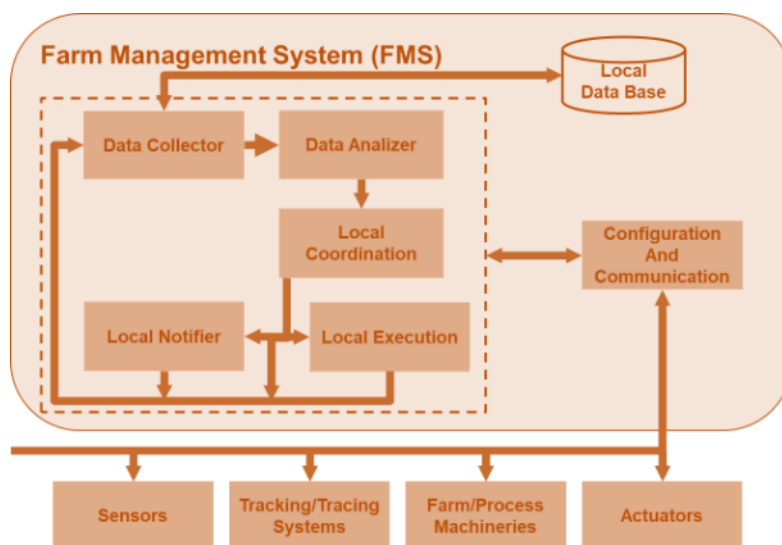 Farm Management System (FMS)
Local
Data Base
Data Collector
Data Analizer
Local
Coordination
Configuration
And
Communication
Local Notifier
Local Execution
Sensors
Tracking/Tracing
Systems
Farm/Process
Machineries
Actuators